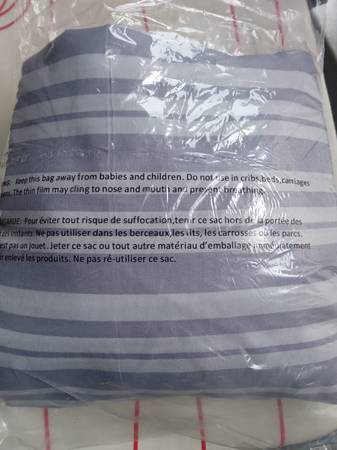 NG: Keep this bag away from babies and children. Do not use in cribs,beds,carriages
The thin film may cling to nose and mouth and prevent breathing.
GARDE: Pour éviter tout risque de suffocation,tenir ce sac hors de la portée des
enfants. Ne pas utiliser dans les berceaux,les lits, les carrosses ou les parcs.
est pas un jouet. Jeter ce sac ou tout autre matériau d'emballage immédiatement
enlevé les produits. Ne pas ré-utiliser ce sac.